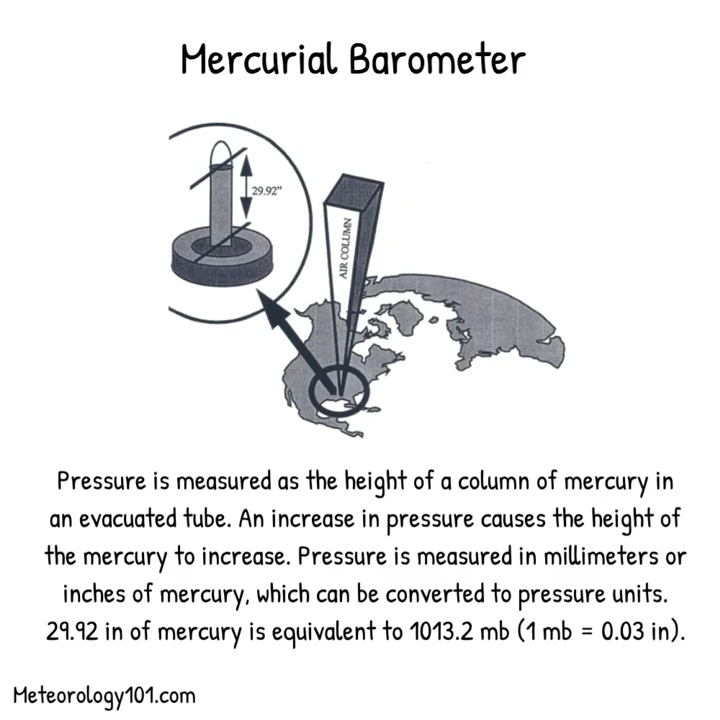 Mercurial Barometer
29.92"
AIR COLUMN
Pressure is measured as the height of a column of mercury in
an evacuated tube. An increase in pressure causes the height of
the mercury to increase. Pressure is measured in millimeters or
inches of mercury, which can be converted to pressure units.
29.92 in of mercury is equivalent to 1013.2 mb (1 mb = 0.03 in).
Meteorology101.com